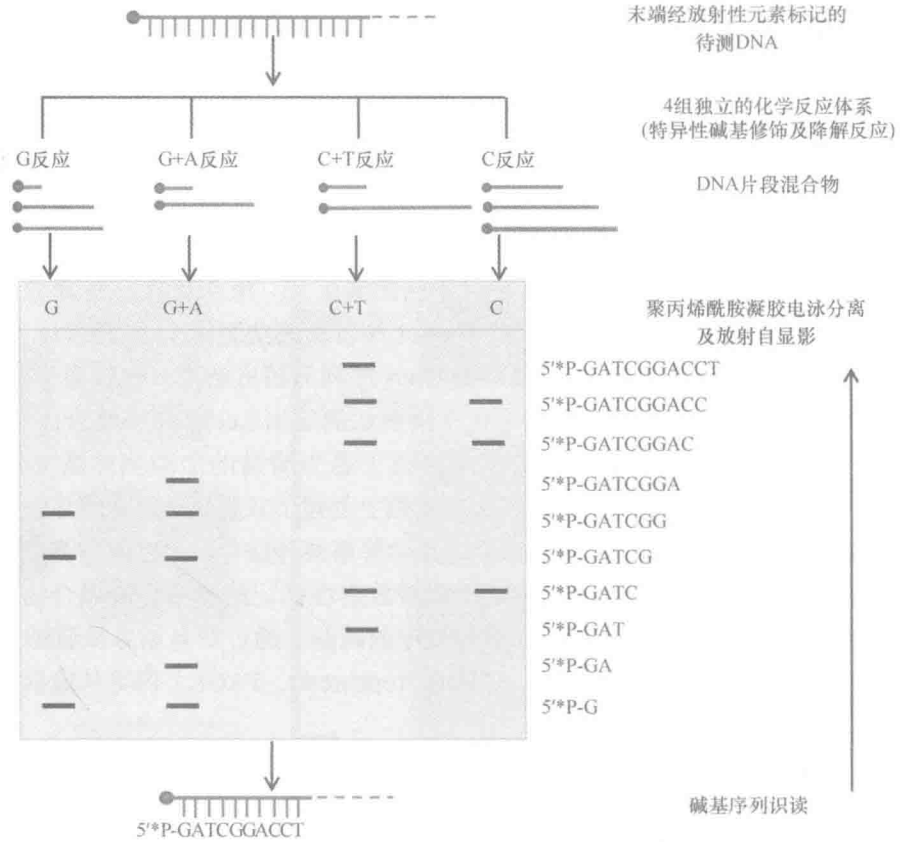 末端经放射性元素标记的
待测DNA
4组独立的化学反应体系
(特异性碱基修饰及降解反应)
G反应
G+A反应
C+T反应
C反应
DNA片段混合物
G
G+A
C+T
C
聚丙烯酰胺凝胶电泳分离
及放射自显影
5′*P-GATCGGACCT
5′*P-GATCGGACC
5′*P-GATCGGAC
5′*P-GATCGGA
5′*P-GATCGG
5′*P-GATCG
5′*P-GATC
5′*P-GAT
5′*P-GA
5′*P-G
碱基序列识读
5′*P-GATCGGACCT